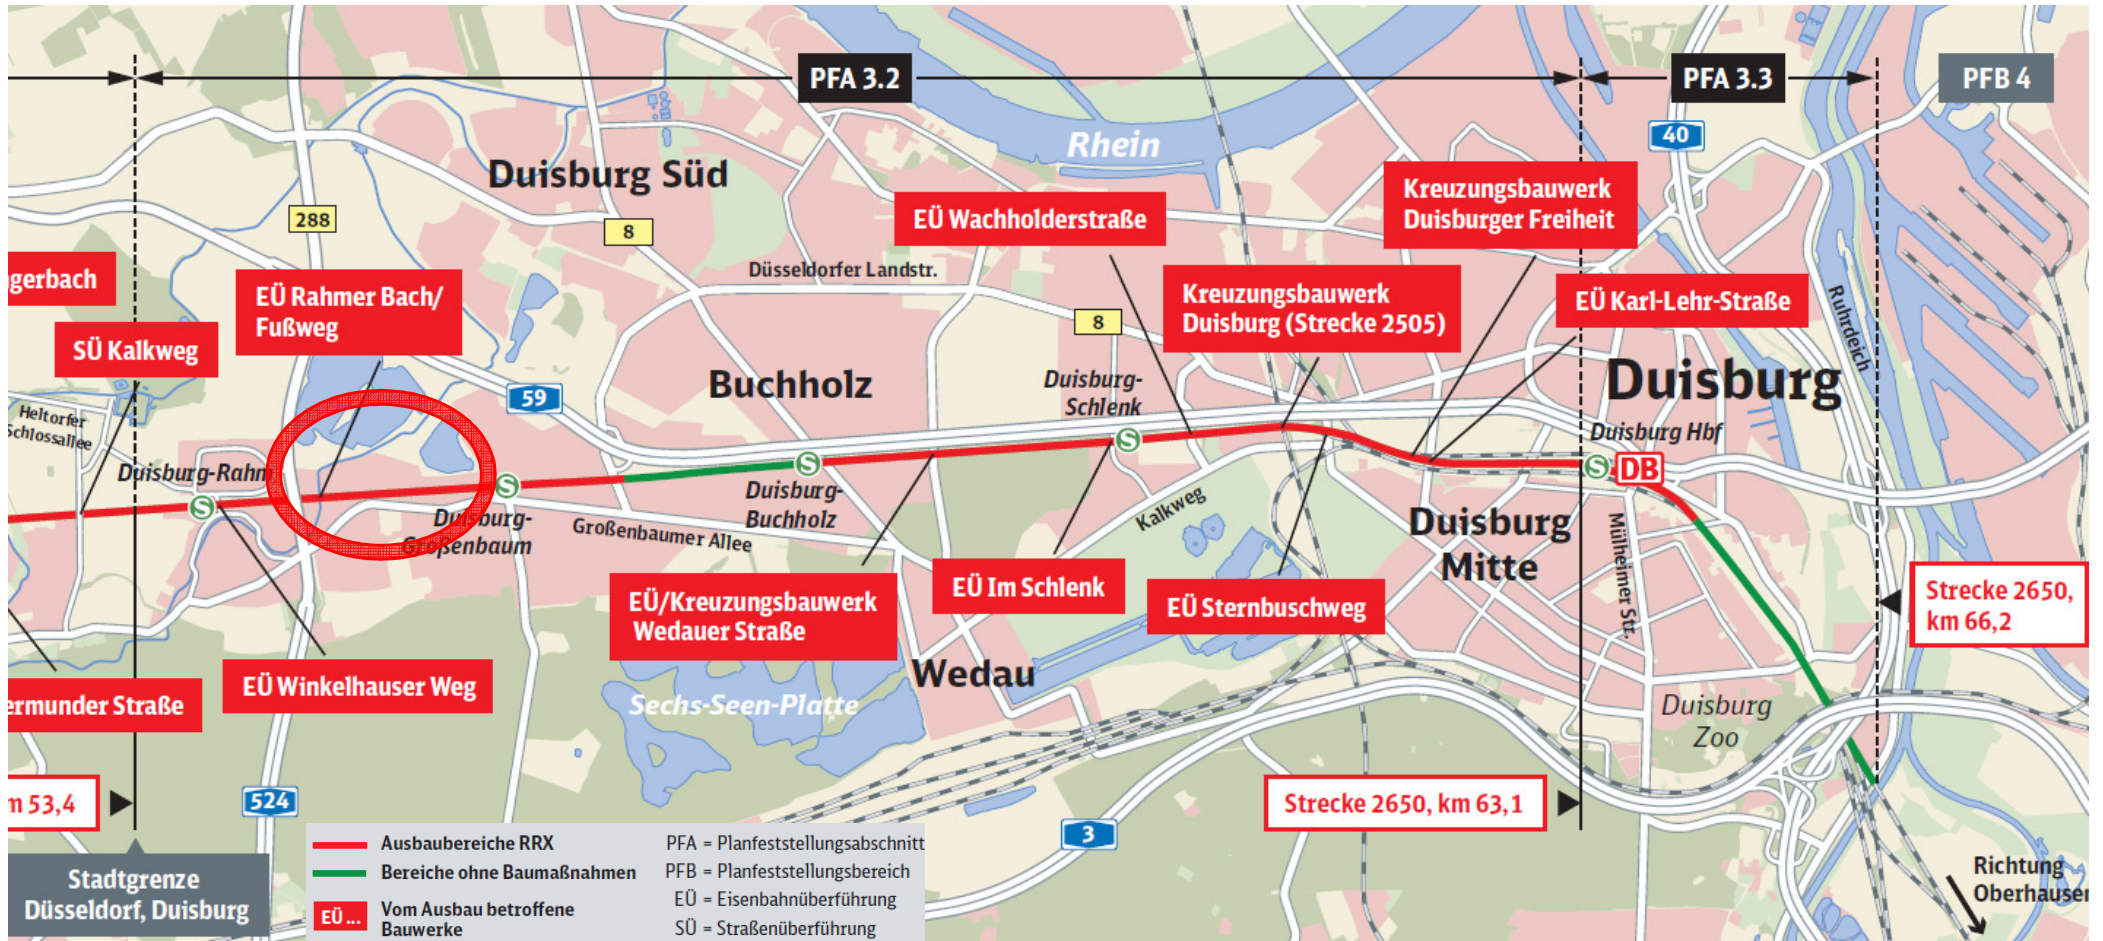 PFA 3.2
PFA 3.3
PFB 4
40
Rhein
Duisburg Süd
Kreuzungsbauwerk
Duisburger Freiheit
288
8
EÜ Wachholderstraße
gerbach
Düsseldorfer Landstr.
EÜ Rahmer Bach/
Fußweg
Kreuzungsbauwerk
Duisburg (Strecke 2505)
EÜ Karl-Lehr-Straße
Ruhrdeich
8
SÜ Kalkweg
Buchholz
Duisburg-
Schlenk
Duisburg
59
Heltorfer
Schlossallee
Duisburg Hbf
Duisburg-Rahm
S
S
S
S
S
DB
Duisburg-
Großenbaum
Großenbaumer Allee
Duisburg-
Buchholz
Kalkweg
Duisburg
Mitte
Mülheimer Str.
EÜ/Kreuzungsbauwerk
Wedauer Straße
EÜ Im Schlenk
EÜ Sternbuschweg
Strecke 2650,
km 66,2
Wedau
EÜ Winkelhauser Weg
ermunder Straße
Sechs-Seen-Platte
Duisburg
Zoo
m 53,4
524
Strecke 2650, km 63,1
3
Stadtgrenze
Düsseldorf, Duisburg
Ausbaubereiche RRX
Bereiche ohne Baumaßnahmen
EÜ ...
Vom Ausbau betroffene
Bauwerke
PFA = Planfeststellungsabschnitt
PFB = Planfeststellungsbereich
EÜ = Eisenbahnüberführung
SÜ = Straßenüberführung
Richtung
Oberhausen